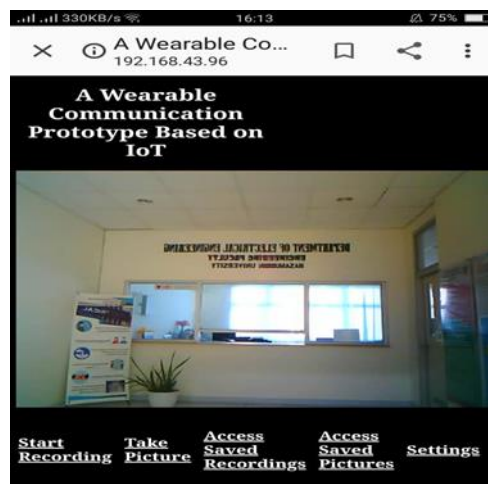 330KB/s 16:13 75%
A Wearable Co...
192.168.43.96
A Wearable
Communication
Prototype Based on
IoT
DEPARTMENT OF ELECTRICAL ENGINEERING
ENGINEERING FACULTY
HASANUDDIN UNIVERSITY
Start Recording
Take Picture
Access Saved Recordings
Access Saved Pictures
Settings